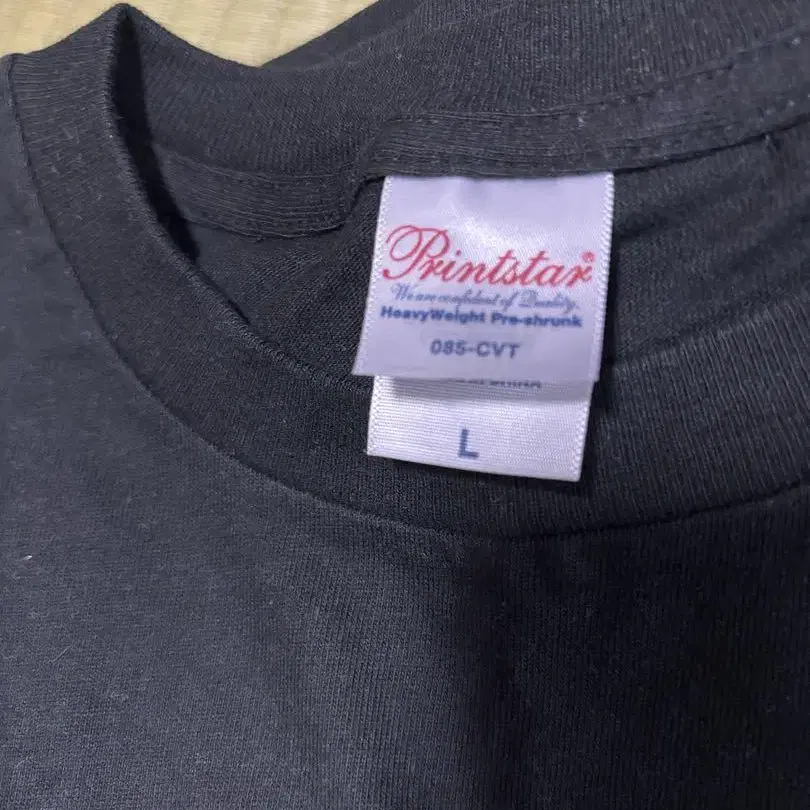 Printstar®
We are confident of Quality.
HeavyWeight Pre-shrunk
085-CVT
L